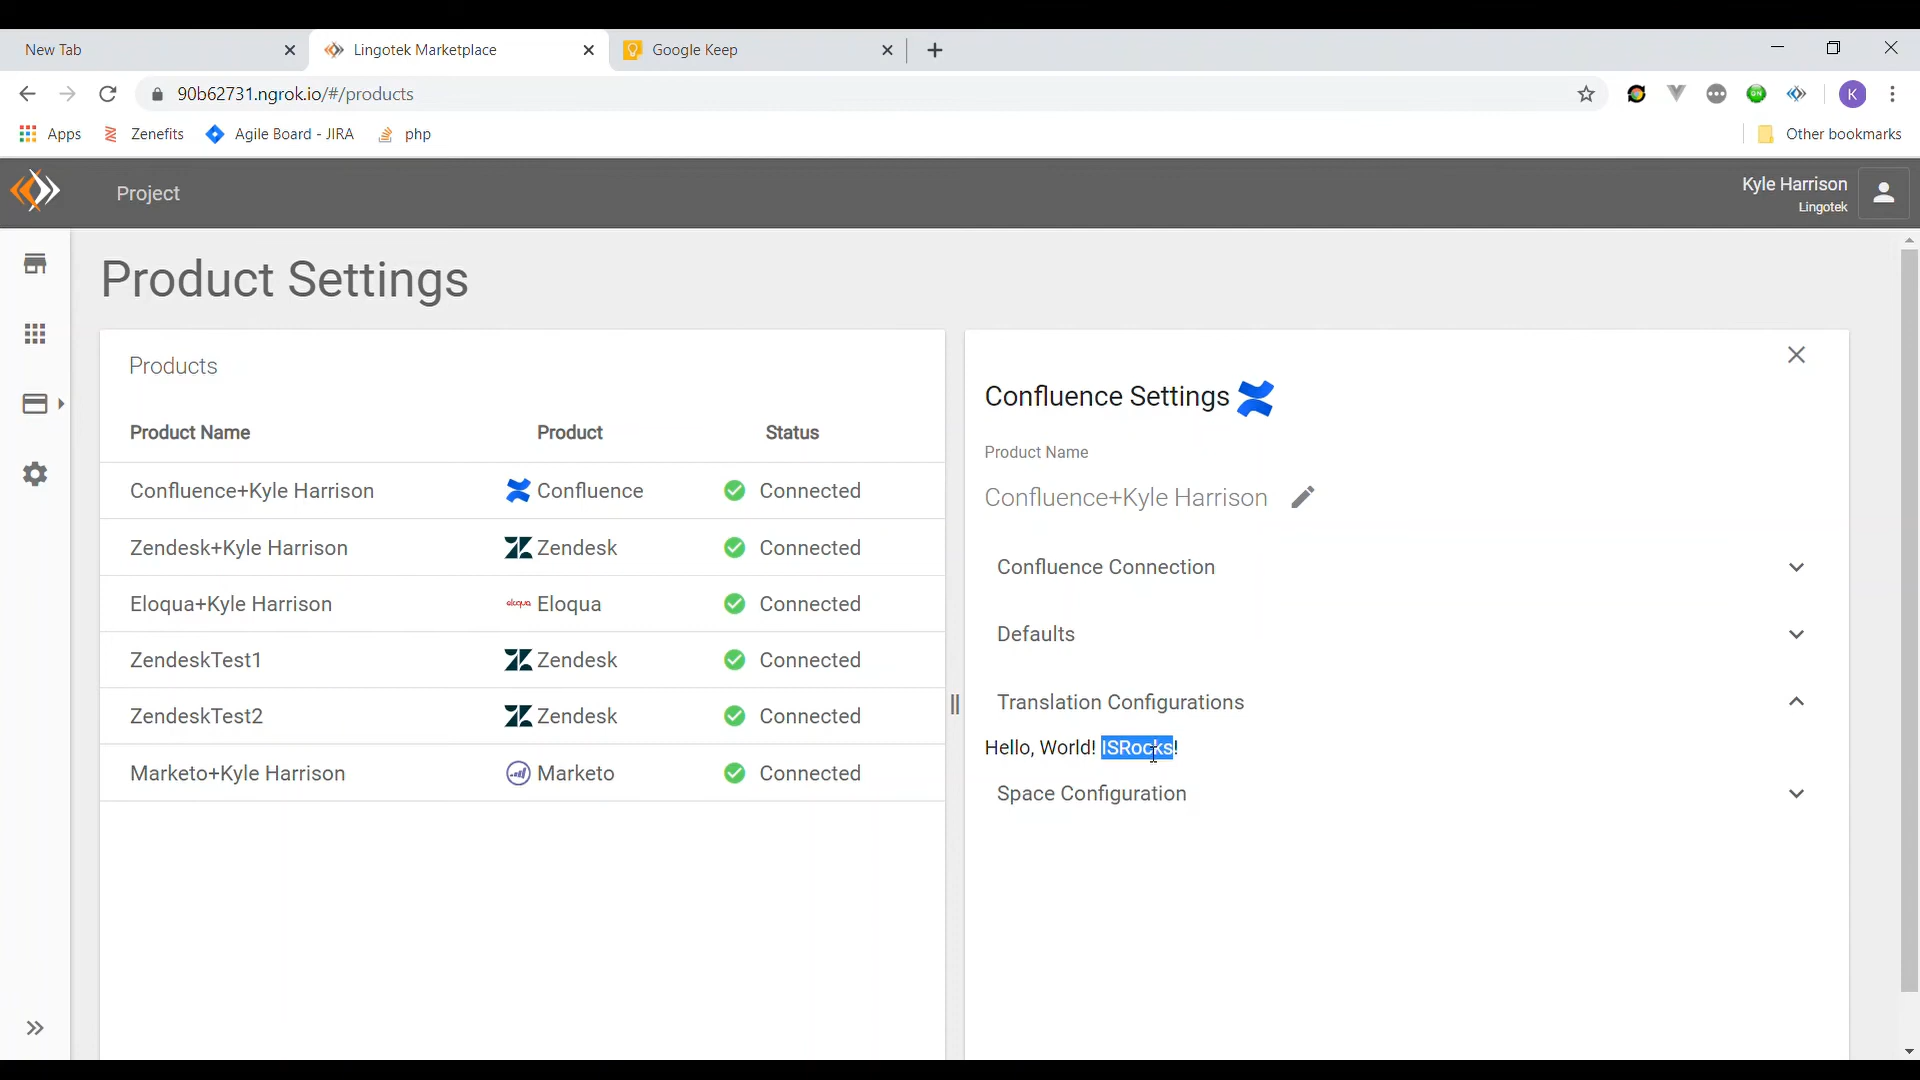 New Tab
Lingotek Marketplace
Google Keep
90b62731.ngrok.io/#/products
K
Apps
Zenefits
Agile Board - JIRA
php
Other bookmarks
Project
Kyle Harrison
Lingotek
Product Settings
Products
Product Name Product Status
Confluence+Kyle Harrison Confluence Connected
Zendesk+Kyle Harrison Zendesk Connected
Eloqua+Kyle Harrison eloqua Eloqua Connected
ZendeskTest1 Zendesk Connected
ZendeskTest2 Zendesk Connected
Marketo+Kyle Harrison Marketo Connected
Confluence Settings
Product Name
Confluence+Kyle Harrison
Confluence Connection
Defaults
Translation Configurations
Hello, World! ISRocks!
Space Configuration